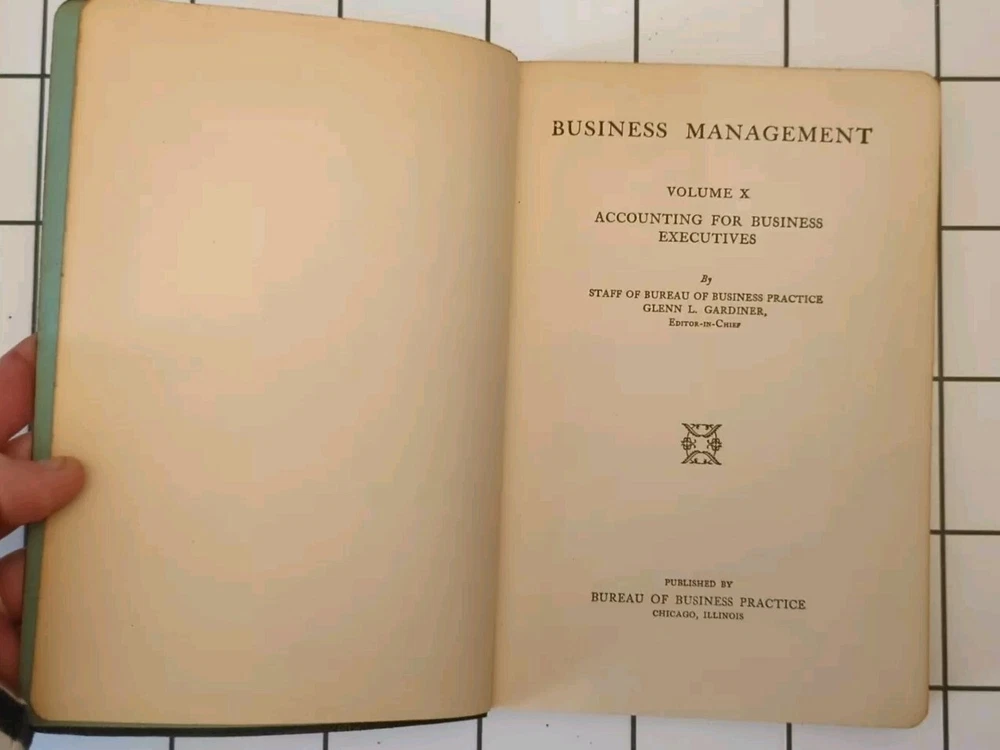 BUSINESS MANAGEMENT
VOLUME X
ACCOUNTING FOR BUSINESS
EXECUTIVES
By
STAFF OF BUREAU OF BUSINESS PRACTICE
GLENN L. GARDINER,
EDITOR-IN-CHIEF
PUBLISHED BY
BUREAU OF BUSINESS PRACTICE
CHICAGO, ILLINOIS